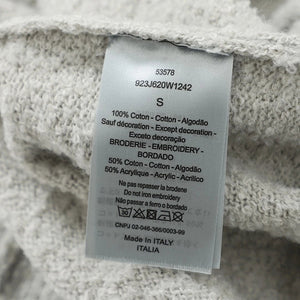 53578
923J620W1242
S
100% Coton - Cotton - Algodão
Sauf décoration - Except decoration -
Exceto decoração
BRODERIE - EMBROIDERY -
BORDADO
50% Coton - Cotton - Algodão
50% Acrylique - Acrylic - Acrílico
Ne pas repasser la broderie
Do not iron embroidery
Não passar a ferro o bordado
CNPJ 02-046-366/0003-99
Made in ITALY
ITALIA